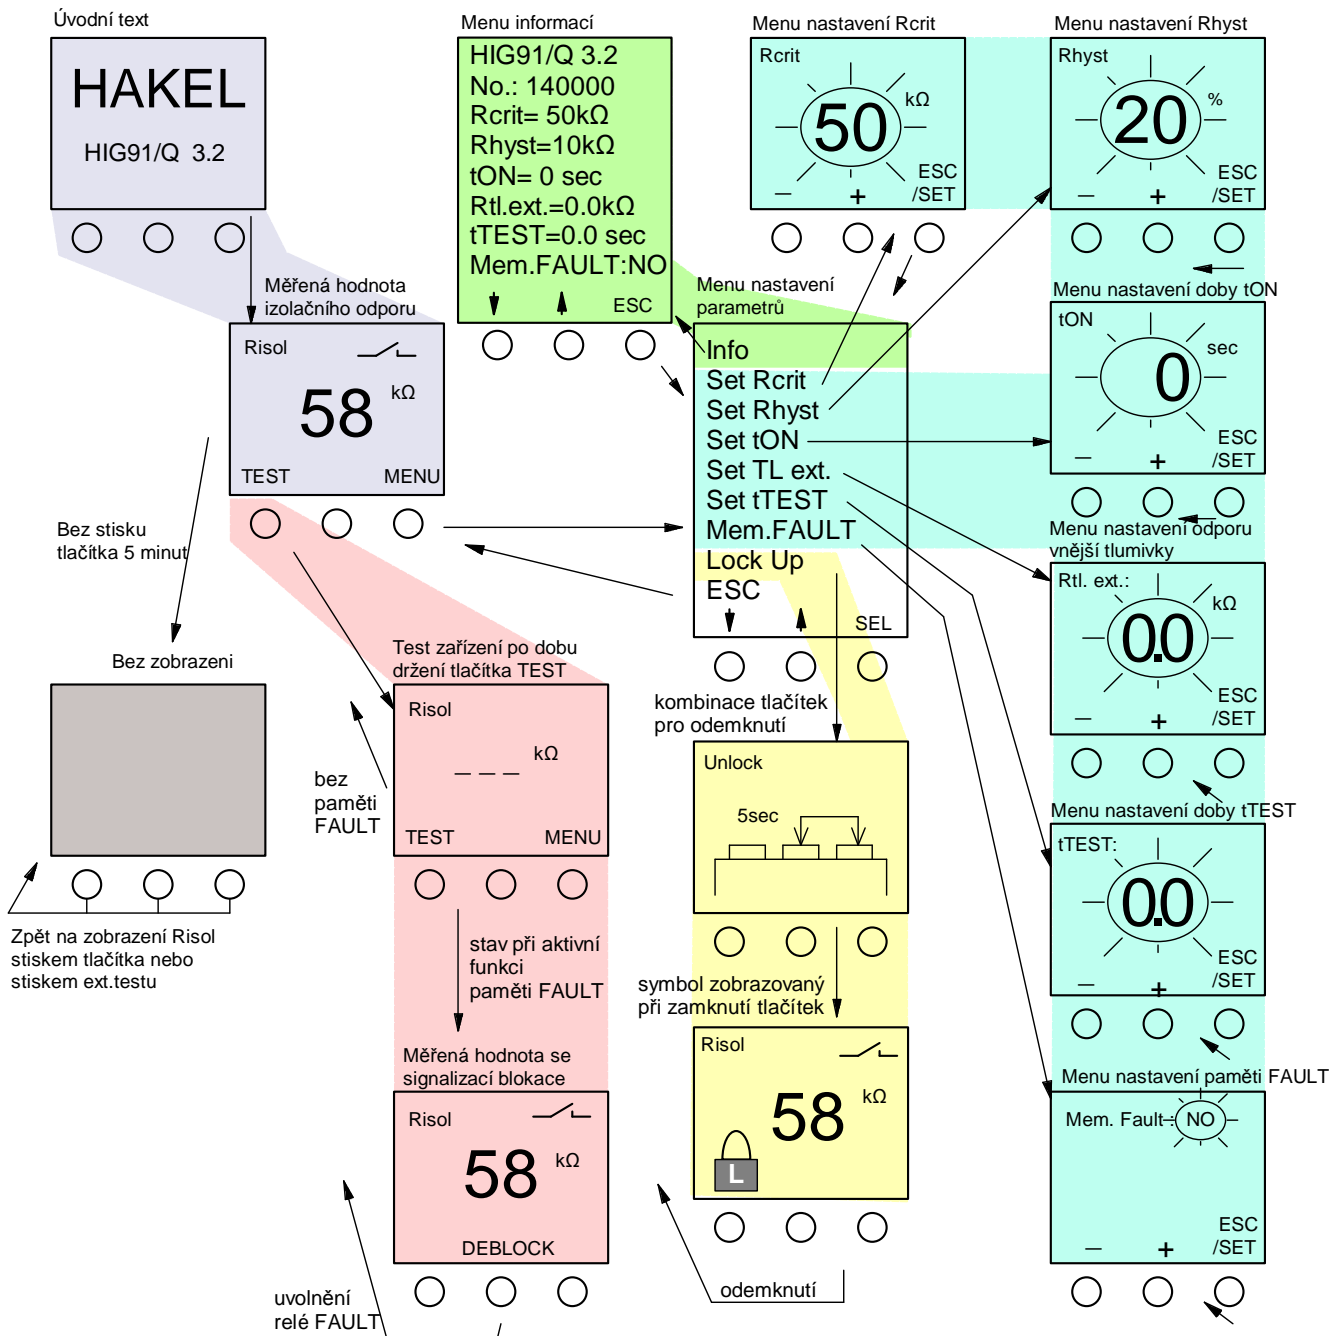 Úvodní text
HAKEL
HIG91/Q 3.2
Menu informací
HIG91/Q 3.2
No.: 140000
Rcrit= 50kΩ
Rhyst=10kΩ
tON= 0 sec
Rtl.ext.=0.0kΩ
tTEST=0.0 sec
Mem.FAULT:NO
ESC
Menu nastavení Rcrit
Rcrit
50 kΩ
ESC
– + /SET
Menu nastavení Rhyst
Rhyst
20 %
ESC
– + /SET
Měřená hodnota
izolačního odporu
Risol
58 kΩ
TEST MENU
Menu nastavení
parametrů
Info
Set Rcrit
Set Rhyst
Set tON
Set TL ext.
Set tTEST
Mem.FAULT
Lock Up
ESC
SEL
Menu nastavení doby tON
tON
0 sec
ESC
– + /SET
Bez stisku
tlačítka 5 minut
Bez zobrazeni
Zpět na zobrazení Risol
stiskem tlačítka nebo
stiskem ext.testu
Test zařízení po dobu
držení tlačítka TEST
Risol
_ _ _ kΩ
TEST MENU
bez
paměti
FAULT
stav při aktivní
funkci
paměti FAULT
Měřená hodnota se
signalizací blokace
Risol
58 kΩ
DEBLOCK
uvolnění
relé FAULT
kombinace tlačítek
pro odemknutí
Unlock
5sec
symbol zobrazovaný
při zamknutí tlačítek
Risol
58 kΩ
L
odemknutí
Menu nastavení odporu
vnější tlumivky
Rtl. ext.:
0.0 kΩ
ESC
– + /SET
Menu nastavení doby tTEST
tTEST:
0.0
ESC
– + /SET
Menu nastavení paměti FAULT
Mem. Fault : NO
ESC
– + /SET